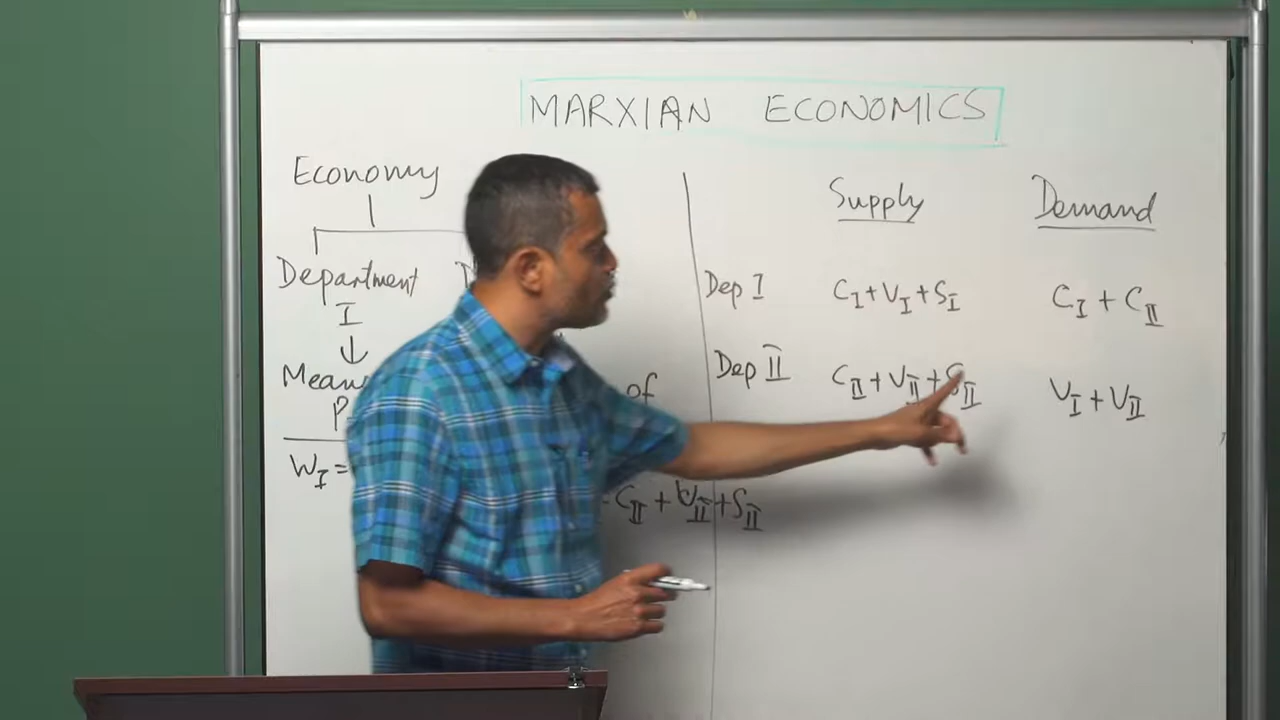 MARXIAN ECONOMICS
Economy
Department
I
↓
Means
P
W_I =
of
= C_II + V_II + S_II
Supply Demand
Dep I C_I + V_I + S_I C_I + C_II
Dep II C_II + V_II + S_II V_I + V_II